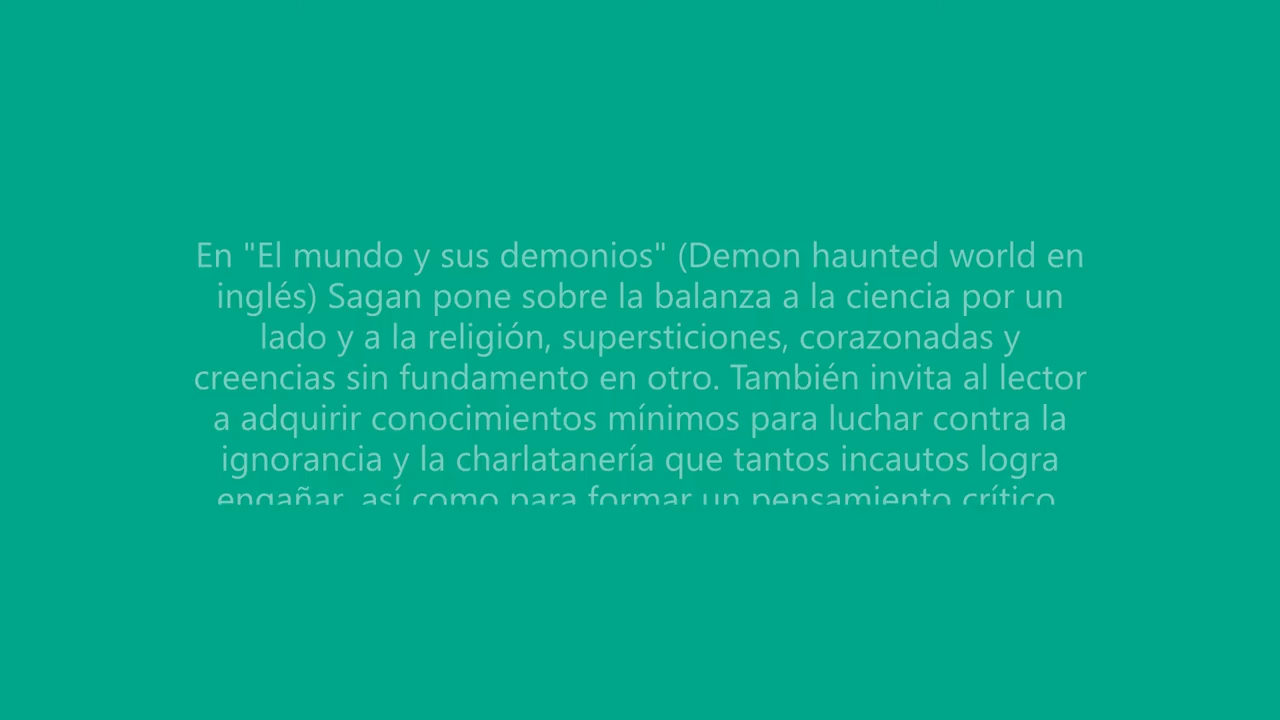 En "El mundo y sus demonios" (Demon haunted world en
inglés) Sagan pone sobre la balanza a la ciencia por un
lado y a la religión, supersticiones, corazonadas y
creencias sin fundamento en otro. También invita al lector
a adquirir conocimientos mínimos para luchar contra la
ignorancia y la charlatanería que tantos incautos logra
engañar, así como para formar un pensamiento crítico